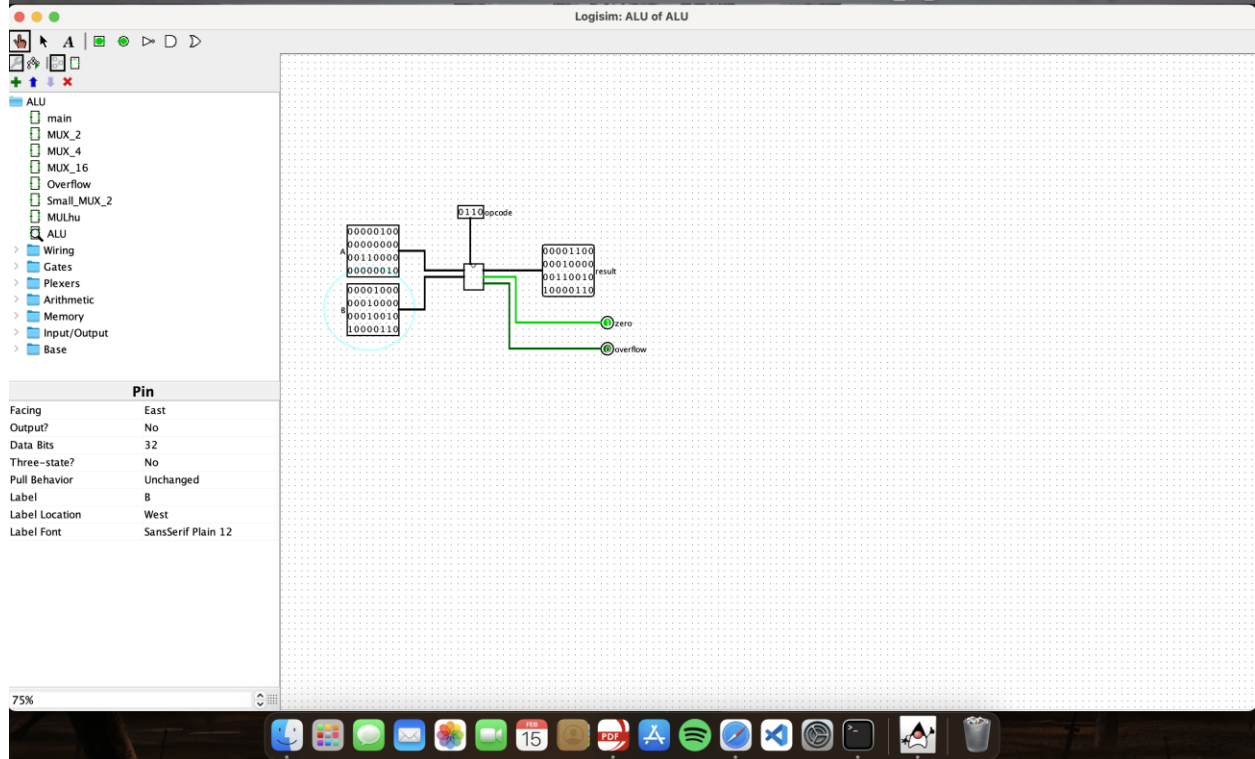 Logisim: ALU of ALU
A
ALU
main
MUX_2
MUX_4
MUX_16
Overflow
Small_MUX_2
MULhu
ALU
Wiring
Gates
Plexers
Arithmetic
Memory
Input/Output
Base
Pin
Facing East
Output? No
Data Bits 32
Three-state? No
Pull Behavior Unchanged
Label B
Label Location West
Label Font SansSerif Plain 12
75%
0110 opcode
A
00000100
00000000
00110000
00000010
B
00001000
00010000
00010010
10000110
00001100
00010000
00110010
10000110
result
zero
overflow
FEB
15
PDF